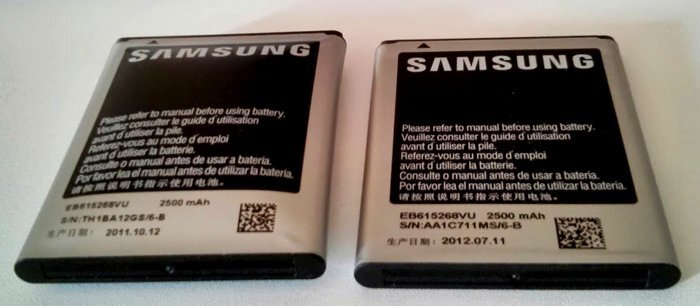 SAMSUNG
Please refer to manual before using battery.
Veuillez consulter le guide d'utilisation
avant d'utiliser la pile.
Referez-vous au mode d'emploi
avant d'utiliser la batterie.
Consulte o manual antes de usar a bateria.
Por favor lea el manual antes de utilizar la batería.
请按照说明书指示使用电池。
EB615268VU 2500 mAh
S/N:TH1BA12GS/6-B
生产日期: 2011.10.12
SAMSUNG
Please refer to manual before using battery.
Veuillez consulter le guide d'utilisation
avant d'utiliser la pile.
Referez-vous au mode d'emploi
avant d'utiliser la batterie.
Consulte o manual antes de usar a bateria.
Por favor lea el manual antes de utilizar la batería.
请按照说明书指示使用电池。
EB615268VU 2500 mAh
S/N:AA1C711MS/6-B
生产日期: 2012.07.11